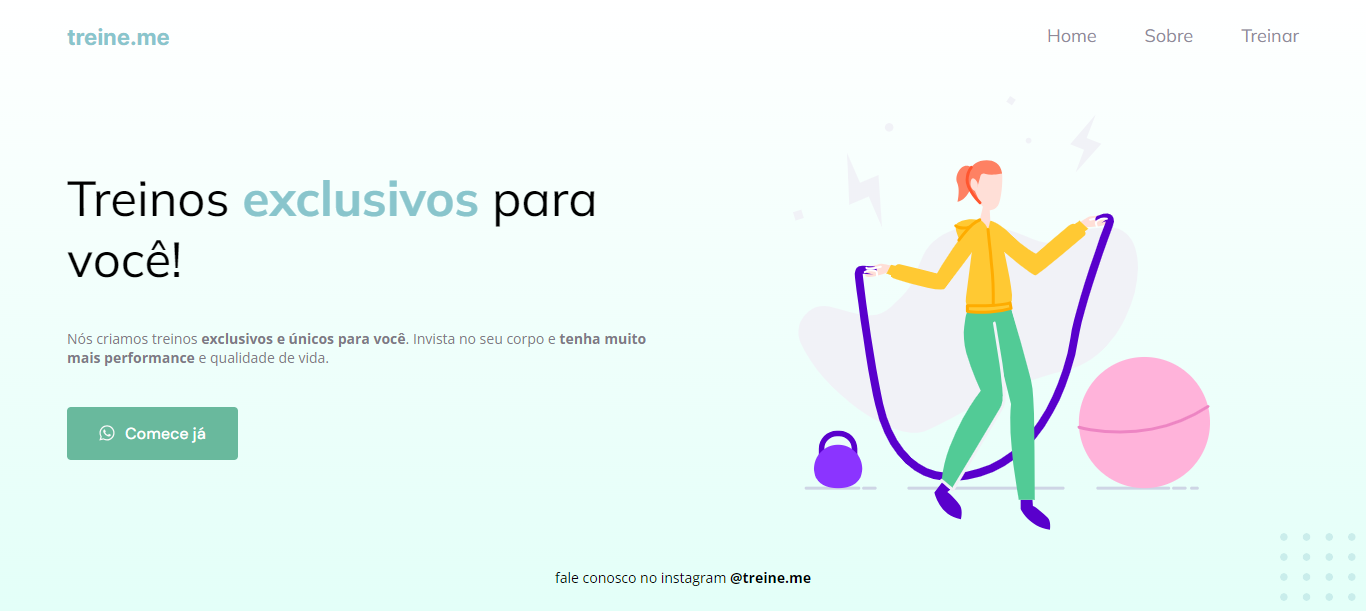 treine.me
Home Sobre Treinar
Treinos exclusivos para
você!
Nós criamos treinos exclusivos e únicos para você. Invista no seu corpo e tenha muito
mais performance e qualidade de vida.
Comece já
fale conosco no instagram @treine.me